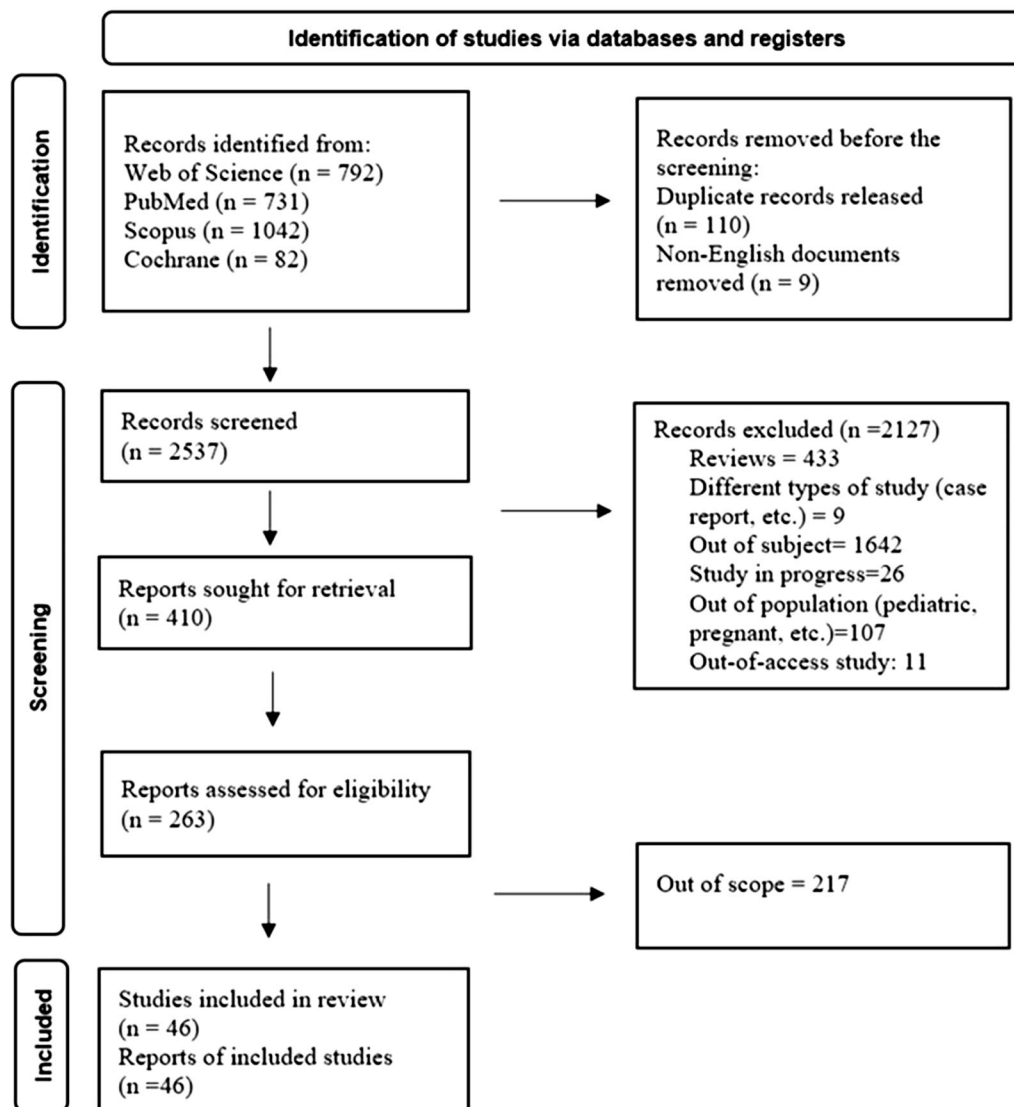 Identification of studies via databases and registers
Identification
Records identified from:
Web of Science (n = 792)
PubMed (n = 731)
Scopus (n = 1042)
Cochrane (n = 82)
Records removed before the
screening:
Duplicate records released
(n = 110)
Non-English documents
removed (n = 9)
Screening
Records screened
(n = 2537)
Records excluded (n =2127)
Reviews = 433
Different types of study (case
report, etc.) = 9
Out of subject= 1642
Study in progress=26
Out of population (pediatric,
pregnant, etc.)=107
Out-of-access study: 11
Reports sought for retrieval
(n = 410)
Reports assessed for eligibility
(n = 263)
Out of scope = 217
Included
Studies included in review
(n = 46)
Reports of included studies
(n =46)